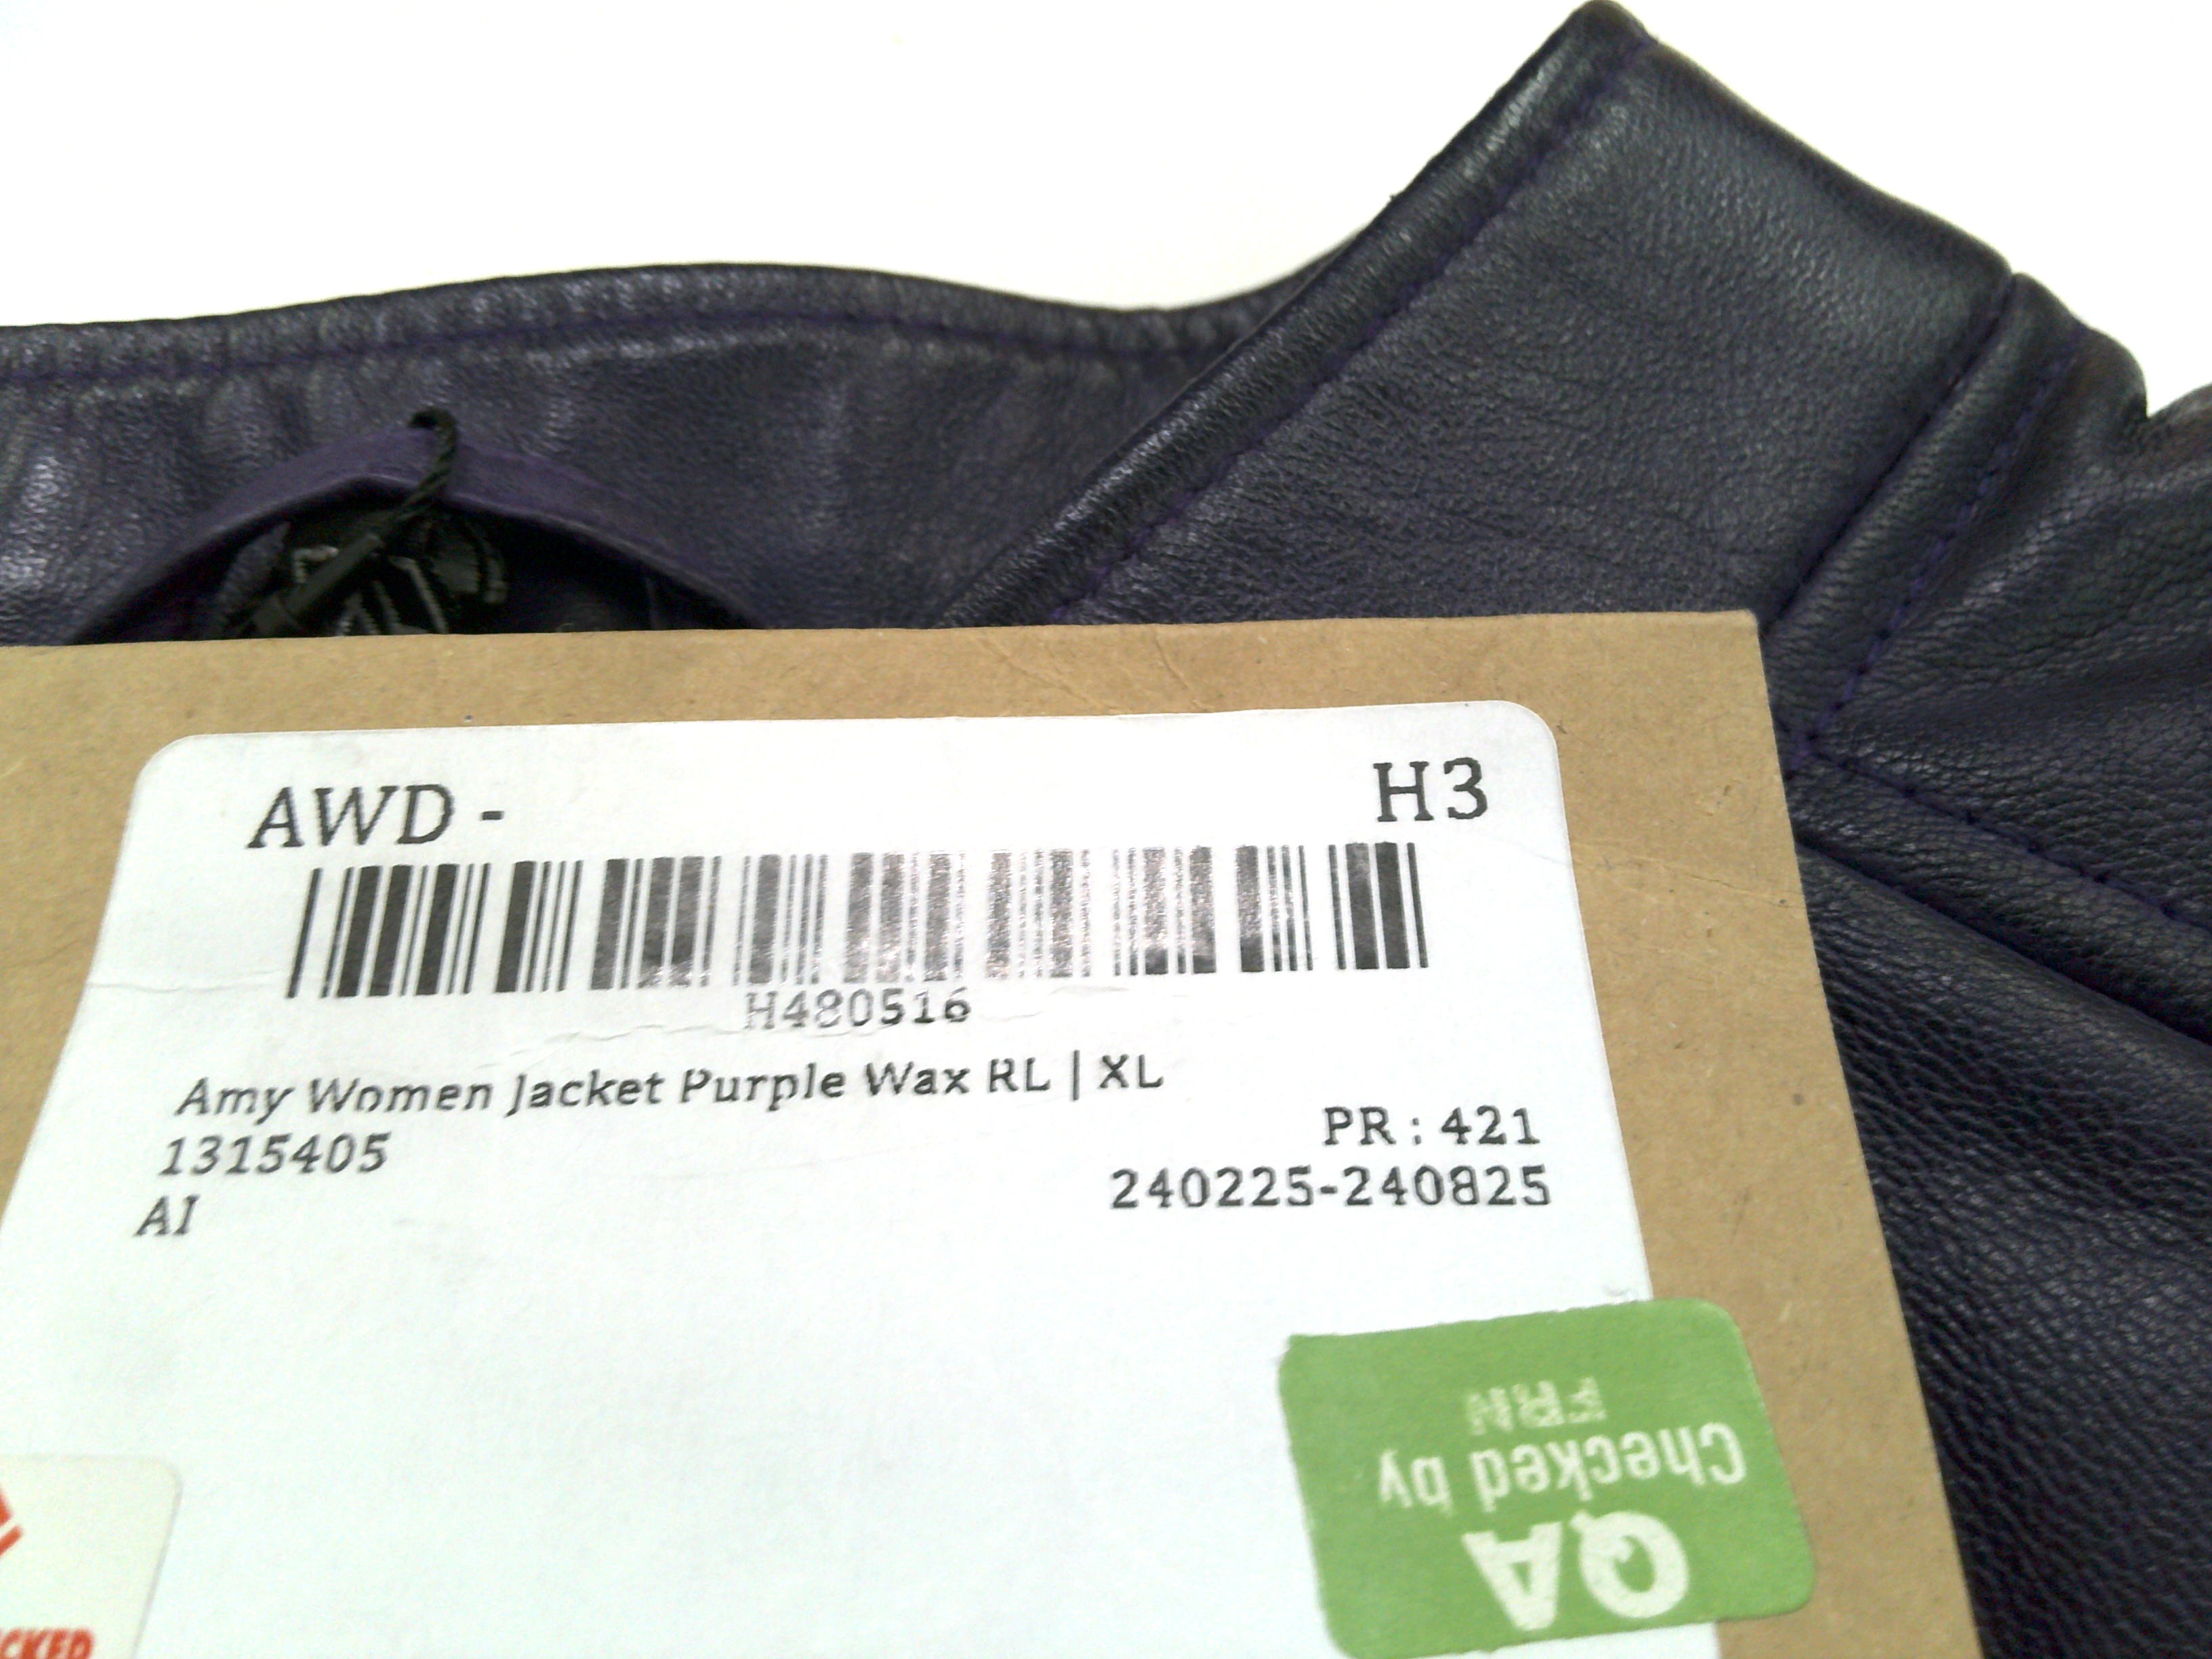 AWD - H3
H480516
Amy Women Jacket Purple Wax RL | XL
1315405 PR : 421
AI 240225-240825
QA
Checked by
FRN